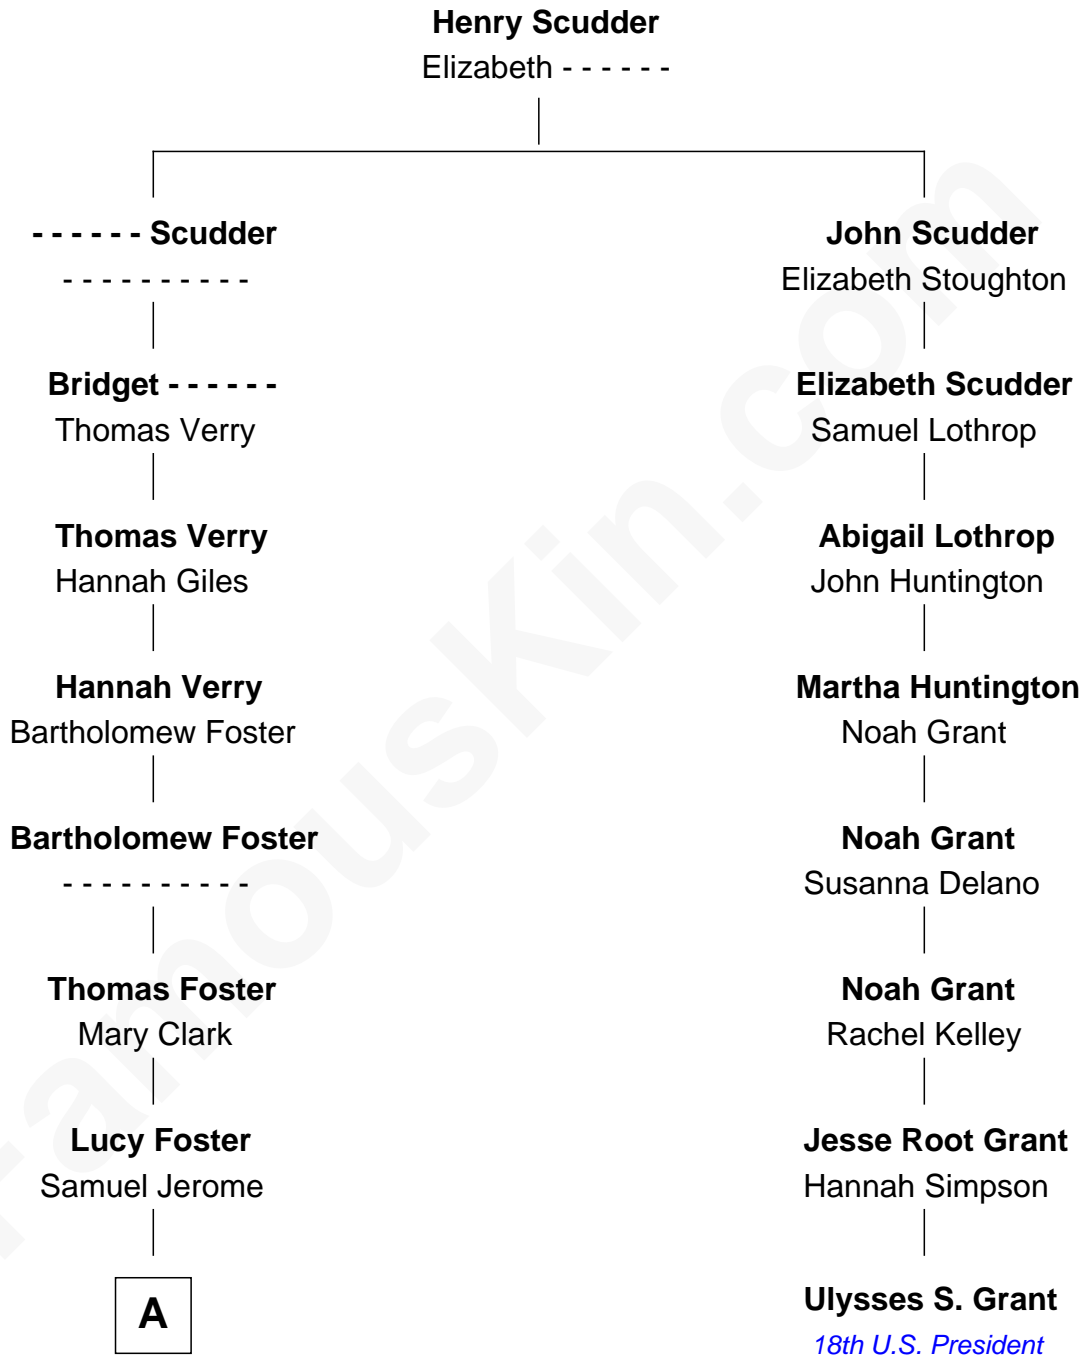 Henry Scudder
Elizabeth - - - - - -
- - - - - - Scudder
- - - - - - - - - -
John Scudder
Elizabeth Stoughton
Bridget - - - - - -
Thomas Verry
Elizabeth Scudder
Samuel Lothrop
Thomas Verry
Hannah Giles
Abigail Lothrop
John Huntington
Hannah Verry
Bartholomew Foster
Martha Huntington
Noah Grant
Bartholomew Foster
- - - - - - - - - -
Noah Grant
Susanna Delano
Thomas Foster
Mary Clark
Noah Grant
Rachel Kelley
Lucy Foster
Samuel Jerome
Jesse Root Grant
Hannah Simpson
A
Ulysses S. Grant
18th U.S. President
FamousKin.com